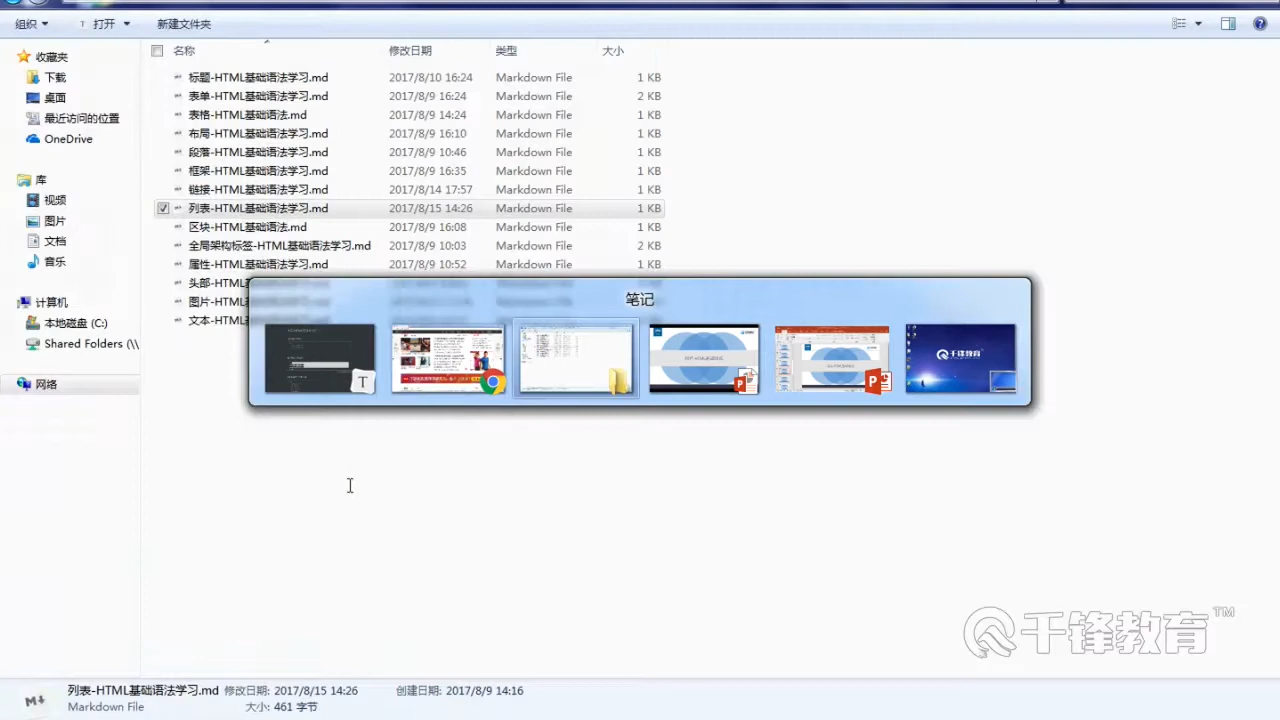 组织 打开 新建文件夹
名称 修改日期 类型 大小
收藏夹
下载
桌面
最近访问的位置
OneDrive
库
视频
图片
文档
音乐
计算机
本地磁盘 (C:)
Shared Folders (\\
网络
标题-HTML基础语法学习.md 2017/8/10 16:24 Markdown File 1 KB
表单-HTML基础语法学习.md 2017/8/9 16:24 Markdown File 2 KB
表格-HTML基础语法.md 2017/8/9 14:24 Markdown File 1 KB
布局-HTML基础语法学习.md 2017/8/9 16:10 Markdown File 1 KB
段落-HTML基础语法学习.md 2017/8/9 10:46 Markdown File 1 KB
框架-HTML基础语法学习.md 2017/8/9 16:35 Markdown File 1 KB
链接-HTML基础语法学习.md 2017/8/14 17:57 Markdown File 1 KB
列表-HTML基础语法学习.md 2017/8/15 14:26 Markdown File 1 KB
区块-HTML基础语法.md 2017/8/9 16:08 Markdown File 1 KB
全局架构标签-HTML基础语法学习.md 2017/8/9 10:03 Markdown File 2 KB
属性-HTML基础语法学习.md 2017/8/9 10:52 Markdown File 1 KB
头部-HTM
图片-HTM
文本-HTM
笔记
T
P
P
千锋教育
千锋教育 TM
M
列表-HTML基础语法学习.md 修改日期: 2017/8/15 14:26 创建日期: 2017/8/9 14:16
Markdown File 大小: 461 字节